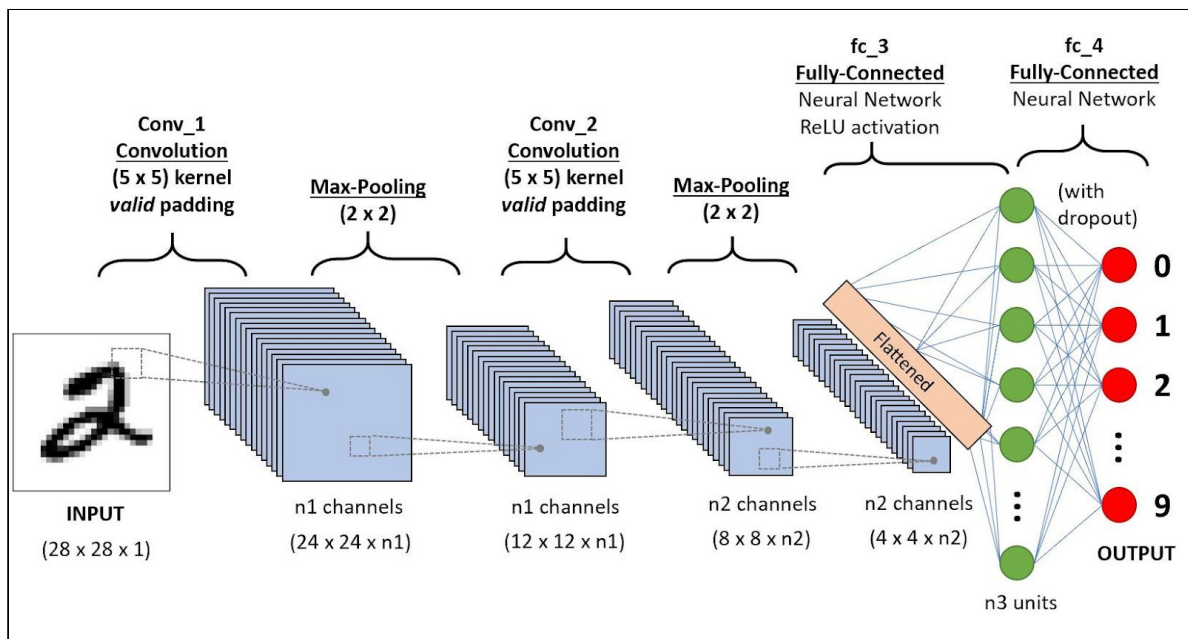 fc_3
Fully-Connected
Neural Network
ReLU activation
fc_4
Fully-Connected
Neural Network
Conv_1
Convolution
(5 x 5) kernel
valid padding
Max-Pooling
(2 x 2)
Conv_2
Convolution
(5 x 5) kernel
valid padding
Max-Pooling
(2 x 2)
(with
dropout)
Flattened
0
1
2
9
2
INPUT
(28 x 28 x 1)
n1 channels
(24 x 24 x n1)
n1 channels
(12 x 12 x n1)
n2 channels
(8 x 8 x n2)
n2 channels
(4 x 4 x n2)
OUTPUT
n3 units